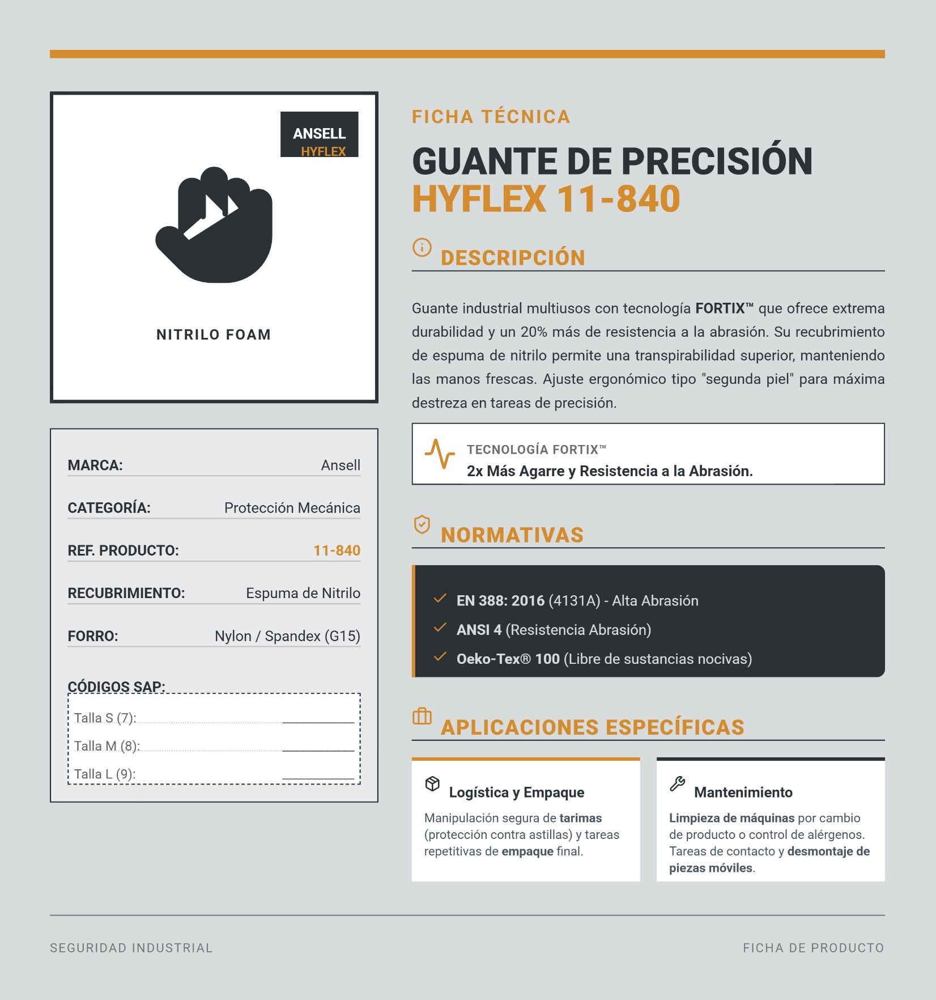 ANSELL
HYFLEX
NITRILO FOAM
MARCA: Ansell
CATEGORÍA: Protección Mecánica
REF. PRODUCTO: 11-840
RECUBRIMIENTO: Espuma de Nitrilo
FORRO: Nylon / Spandex (G15)
CÓDIGOS SAP:
Talla S (7):
Talla M (8):
Talla L (9):
FICHA TÉCNICA
GUANTE DE PRECISIÓN
HYFLEX 11-840
DESCRIPCIÓN
Guante industrial multiusos con tecnología FORTIX™ que ofrece extrema
durabilidad y un 20% más de resistencia a la abrasión. Su recubrimiento
de espuma de nitrilo permite una transpirabilidad superior, manteniendo
las manos frescas. Ajuste ergonómico tipo "segunda piel" para máxima
destreza en tareas de precisión.
TECNOLOGÍA FORTIX™
2x Más Agarre y Resistencia a la Abrasión.
NORMATIVAS
EN 388: 2016 (4131A) - Alta Abrasión
ANSI 4 (Resistencia Abrasión)
Oeko-Tex® 100 (Libre de sustancias nocivas)
APLICACIONES ESPECÍFICAS
Logística y Empaque
Manipulación segura de tarimas
(protección contra astillas) y tareas
repetitivas de empaque final.
Mantenimiento
Limpieza de máquinas por cambio
de producto o control de alérgenos.
Tareas de contacto y desmontaje de
piezas móviles.
SEGURIDAD INDUSTRIAL
FICHA DE PRODUCTO